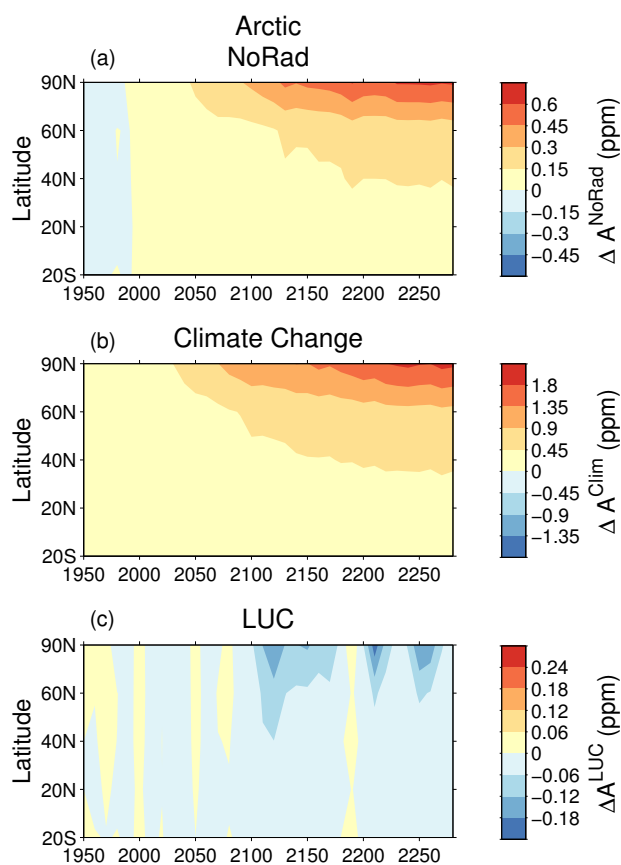 Arctic
(a) NoRad
90N
60N
40N
20N
20S
Latitude
1950 2000 2050 2100 2150 2200 2250
0.6
0.45
0.3
0.15
0
−0.15
−0.3
−0.45
Δ A^NoRad (ppm)
(b) Climate Change
90N
60N
40N
20N
20S
Latitude
1950 2000 2050 2100 2150 2200 2250
1.8
1.35
0.9
0.45
0
−0.45
−0.9
−1.35
Δ A^Clim (ppm)
(c) LUC
90N
60N
40N
20N
20S
Latitude
1950 2000 2050 2100 2150 2200 2250
0.24
0.18
0.12
0.06
0
−0.06
−0.12
−0.18
ΔA^LUC (ppm)